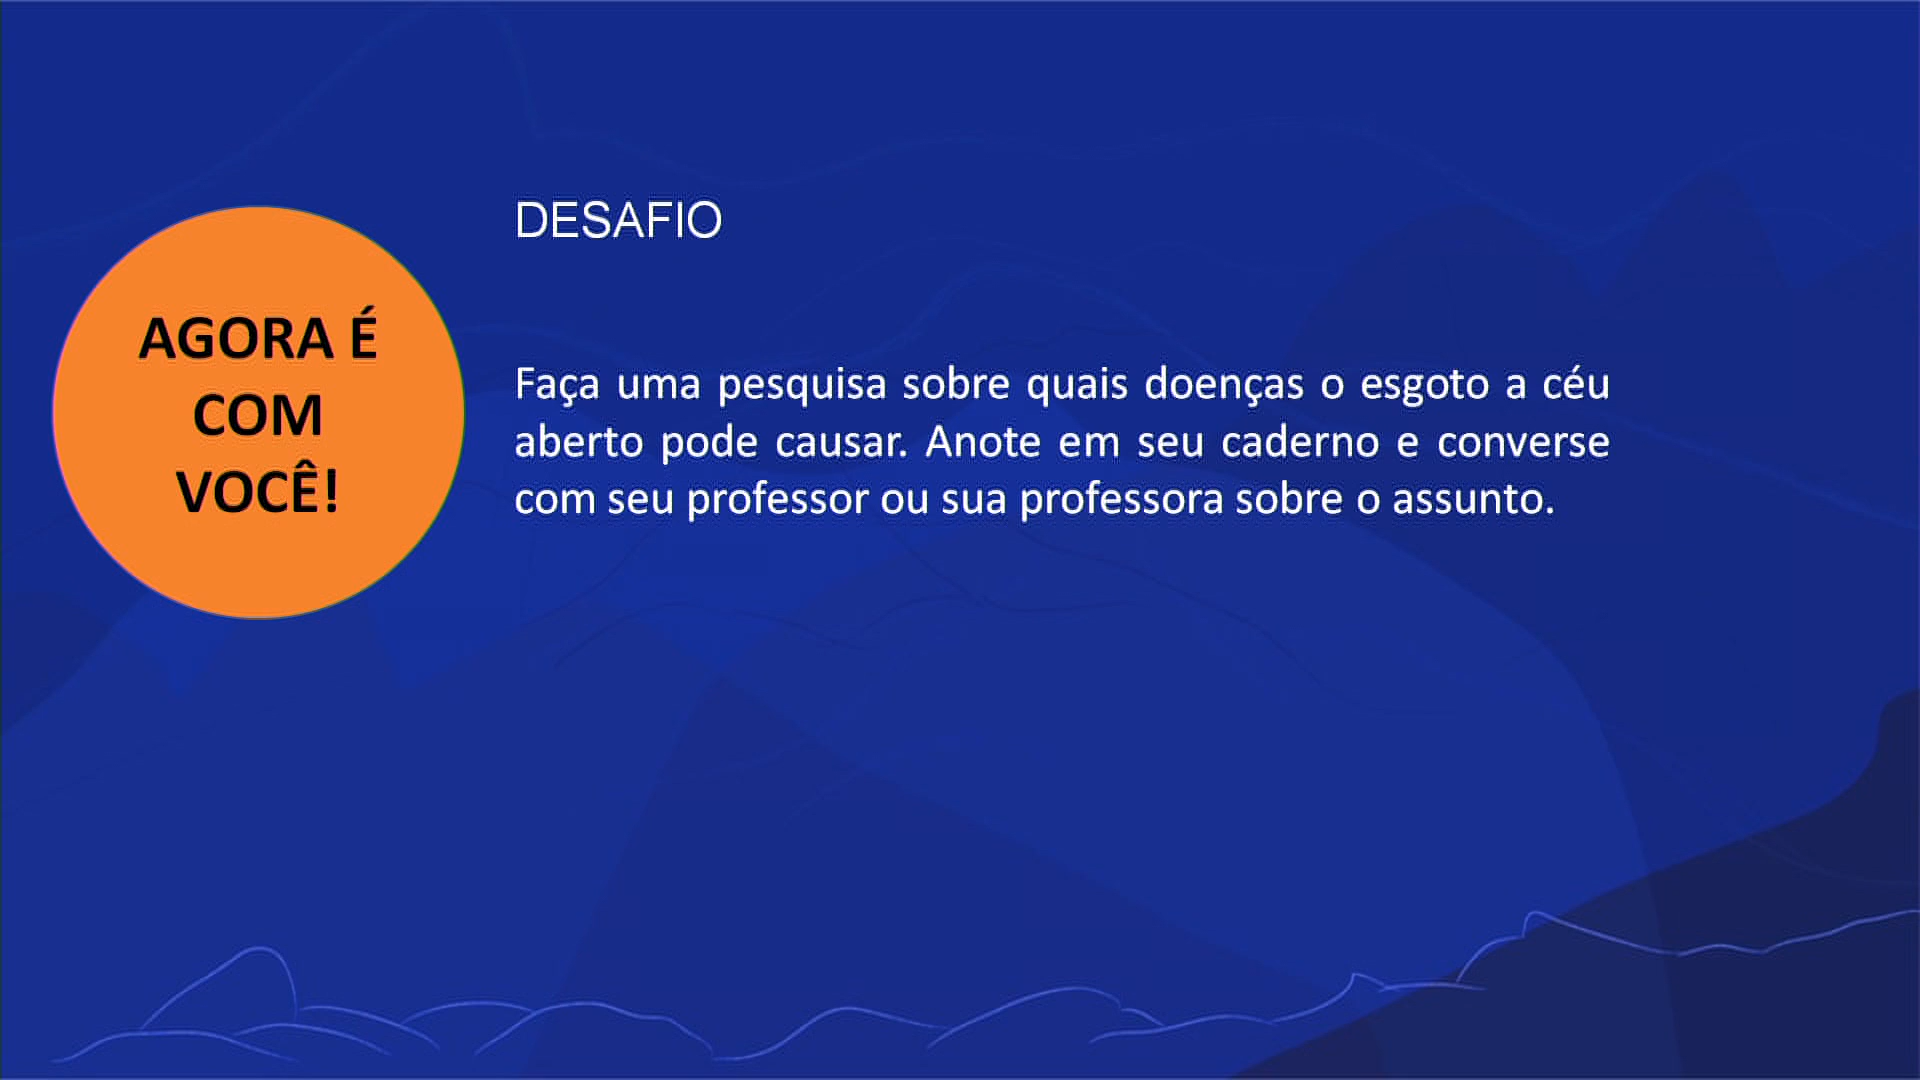 AGORA É
COM
VOCÊ!
DESAFIO
Faça uma pesquisa sobre quais doenças o esgoto a céu
aberto pode causar. Anote em seu caderno e converse
com seu professor ou sua professora sobre o assunto.